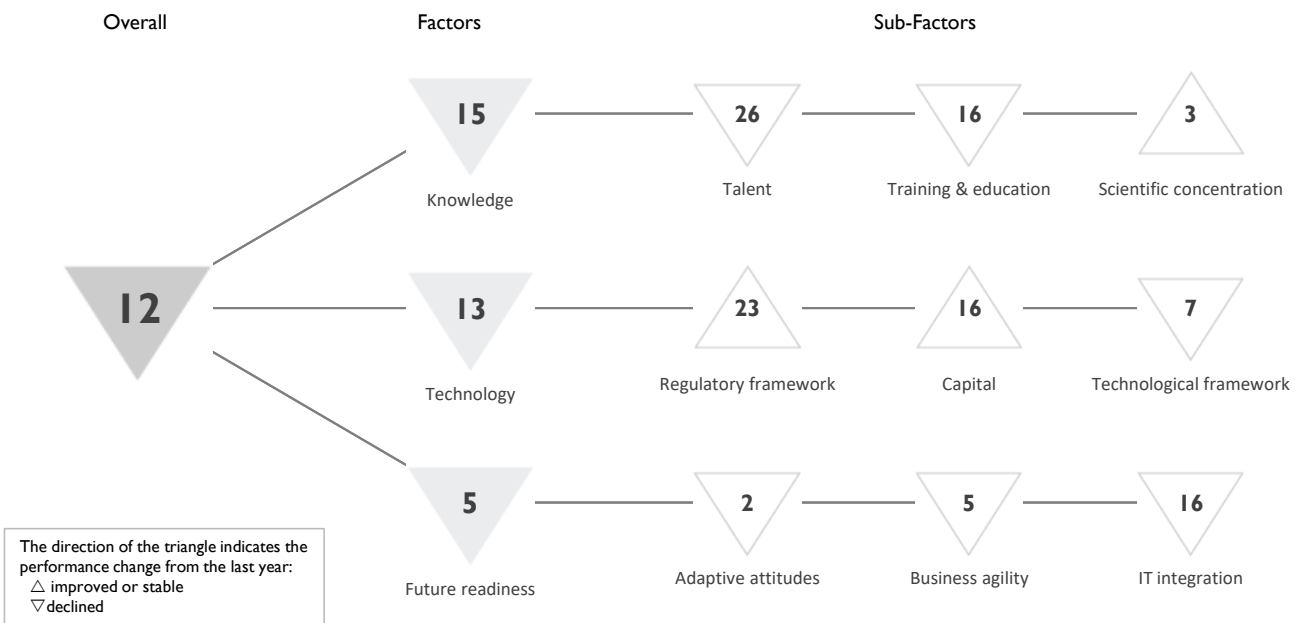 Overall Factors Sub-Factors
15 26 16 3
Knowledge Talent Training & education Scientific concentration
12 13 23 16 7
Technology Regulatory framework Capital Technological framework
5 2 5 16
Future readiness Adaptive attitudes Business agility IT integration
The direction of the triangle indicates the
performance change from the last year:
△ improved or stable
▽ declined